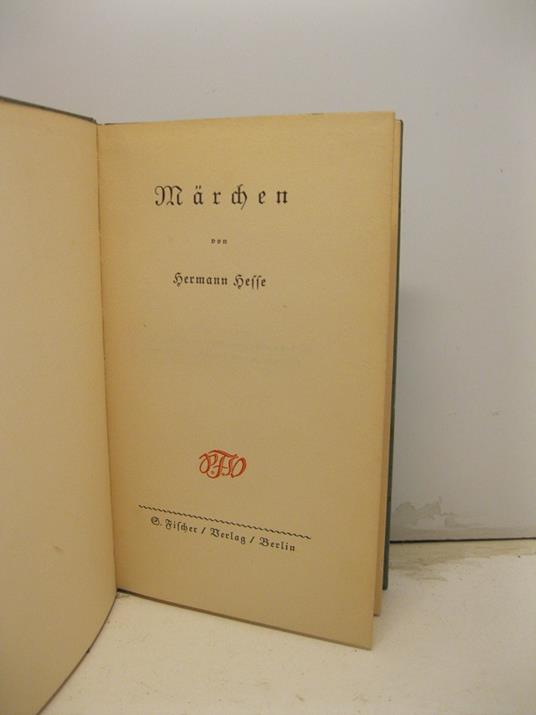 Märchen
von
Hermann Hesse
S. Fischer / Verlag / Berlin